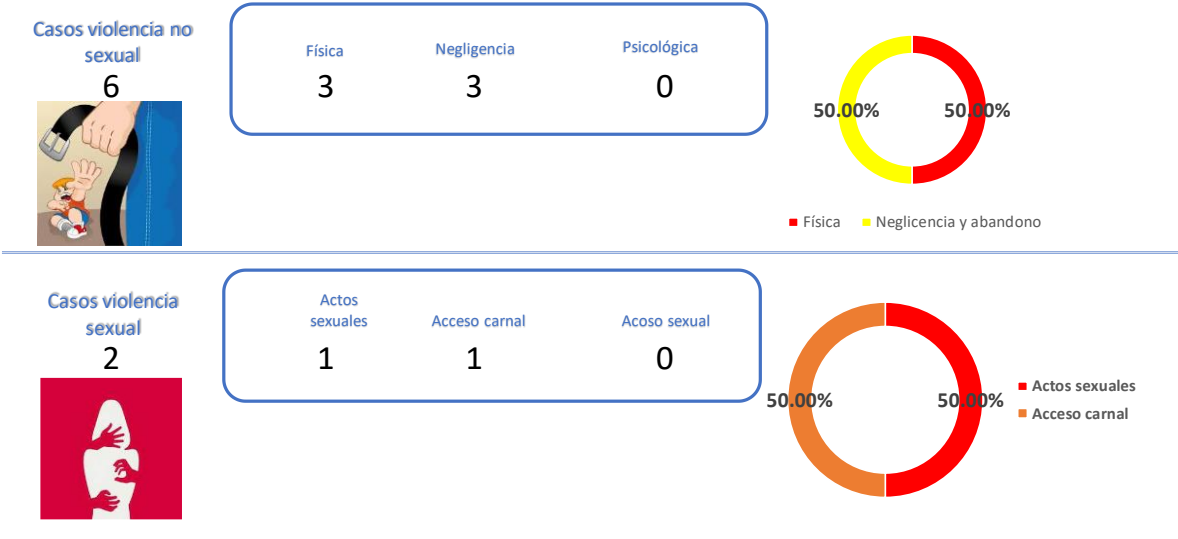 Casos violencia no
sexual
6
Física
Negligencia
Psicológica
3
3
0
50.00%
50.00%
Física
Neglicencia y abandono
Casos violencia
sexual
2
Actos
sexuales
Acceso carnal
Acoso sexual
1
1
0
50.00%
50.00%
Actos sexuales
Acceso carnal